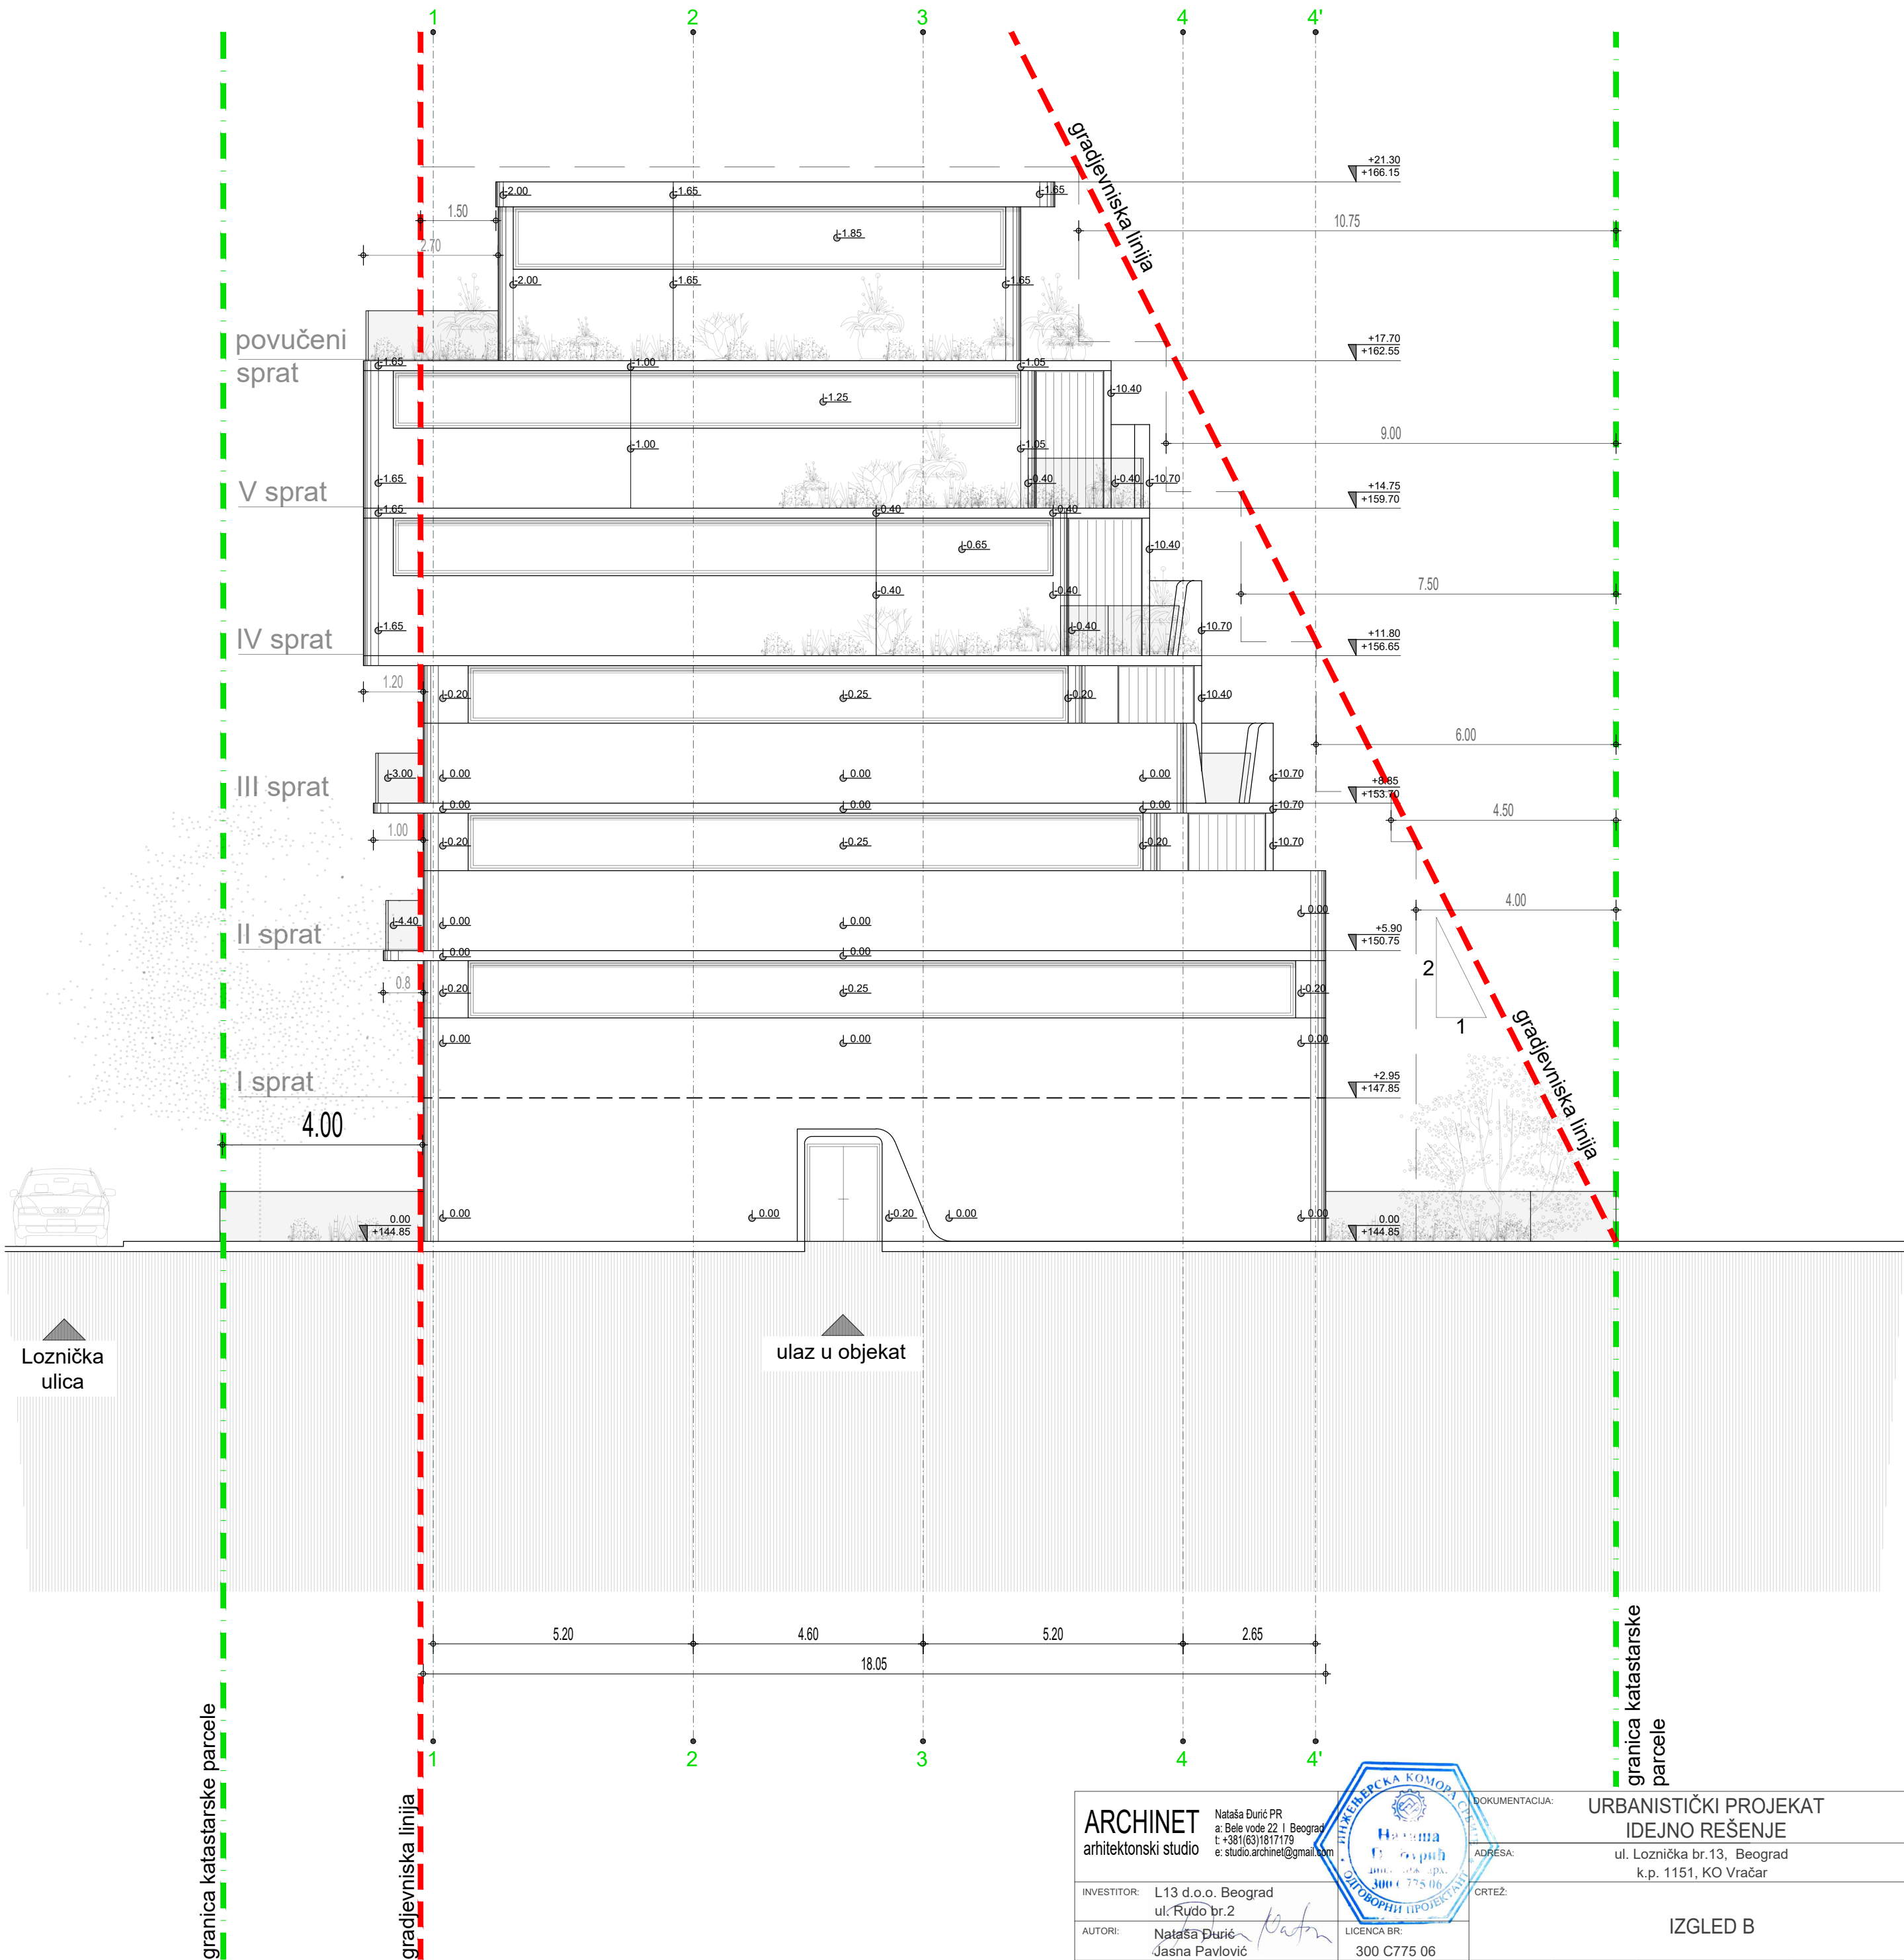 1
2
3
4
4'
gradjevniska linija
+21.30
+166.15
-2.00
-1.65
-1.65
1.50
10.75
-1.85
2.70
-2.00
-1.65
-1.65
povučeni
sprat
+17.70
+162.55
-1.65
-1.00
-1.05
-10.40
-1.25
9.00
-1.00
-1.05
V sprat
-1.65
-0.40
-0.40
-10.70
+14.75
+159.70
-1.65
-0.40
-0.40
-0.65
-10.40
-0.40
-0.40
7.50
IV sprat
-1.65
-0.40
-10.70
+11.80
+156.65
1.20
-0.20
-0.25
-0.20
-10.40
6.00
III sprat
-3.00
0.00
0.00
0.00
-10.70
+8.85
+153.70
0.00
0.00
0.00
-10.70
4.50
1.00
-0.20
-0.25
-0.20
-10.70
4.00
II sprat
-4.40
0.00
0.00
0.00
+5.90
+150.75
0.00
0.00
2
1
0.8
-0.20
-0.25
-0.20
gradjevniska linija
0.00
0.00
0.00
I sprat
+2.95
+147.85
4.00
0.00
+144.85
0.00
0.00
-0.20
0.00
0.00
0.00
+144.85
Loznička
ulica
ulaz u objekat
5.20
4.60
5.20
2.65
18.05
granica katastarske parcele
gradjevniska linija
granica katastarske
parcele
1
2
3
4
4'
ARCHINET
arhitektonski studio
Nataša Đurić PR
a: Bele vode 22 I Beograd
t: +381(63)1817179
e: studio.archinet@gmail.com
ИНЖЕЊЕРСКА КОМОРА СРБИЈЕ
300 C 775 06
ОДГОВОРНИ ПРОЈЕКТАНТ
DOKUMENTACIJA:
URBANISTIČKI PROJEKAT
IDEJNO REŠENJE
ADRESA:
ul. Loznička br.13, Beograd
k.p. 1151, KO Vračar
INVESTITOR:
L13 d.o.o. Beograd
ul. Rudo br.2
CRTEŽ:
IZGLED B
AUTORI:
Nataša Đurić
Jasna Pavlović
LICENCA BR:
300 C775 06